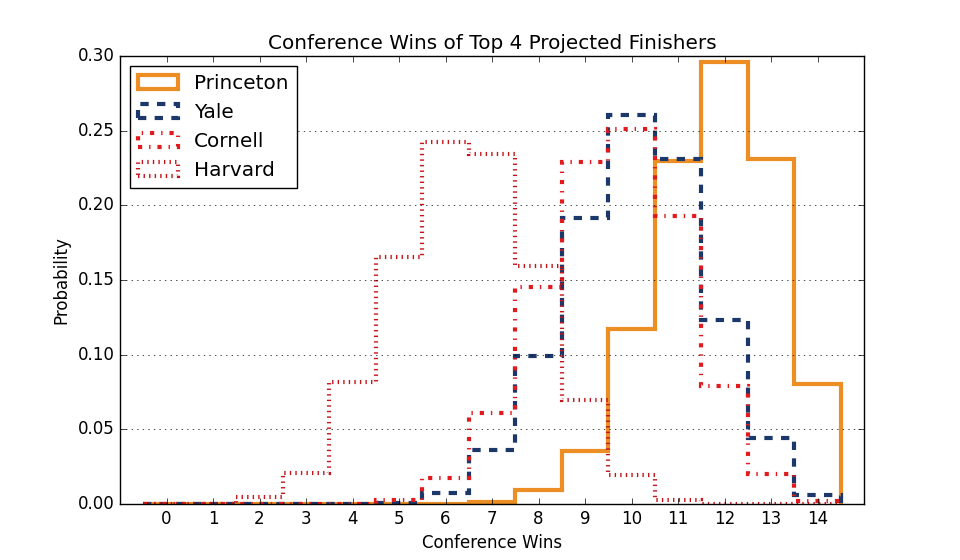 Conference Wins of Top 4 Projected Finishers
0.30
0.25
0.20
0.15
0.10
0.05
0.00
Probability
Princeton
Yale
Cornell
Harvard
0 1 2 3 4 5 6 7 8 9 10 11 12 13 14
Conference Wins